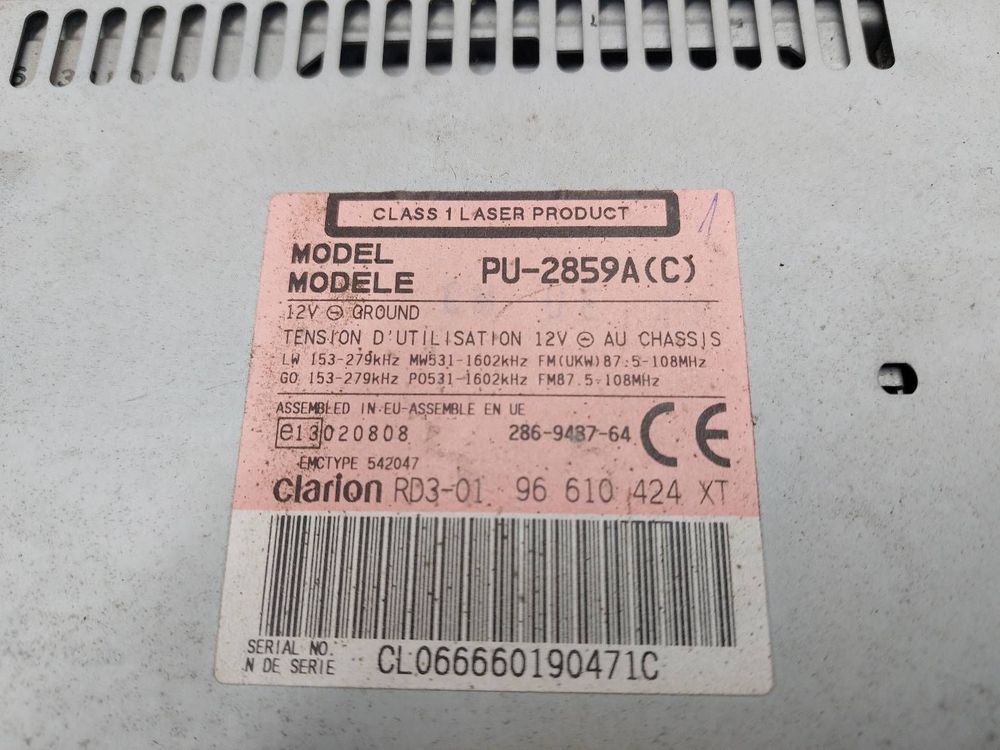 CLASS 1 LASER PRODUCT
1
MODEL
MODELE PU-2859A(C)
12V ⊖ GROUND
TENSION D'UTILISATION 12V ⊖ AU CHASSIS
LW 153-279kHz MW531-1602kHz FM(UKW)87.5-108MHz
GO 153-279kHz PO531-1602kHz FM87.5-108MHz
ASSEMBLED IN EU-ASSEMBLE EN UE
e13 020808 286-9487-64 CE
EMCTYPE 542047
clarion RD3-01 96 610 424 XT
SERIAL NO.
N DE SERIE CL066660190471C